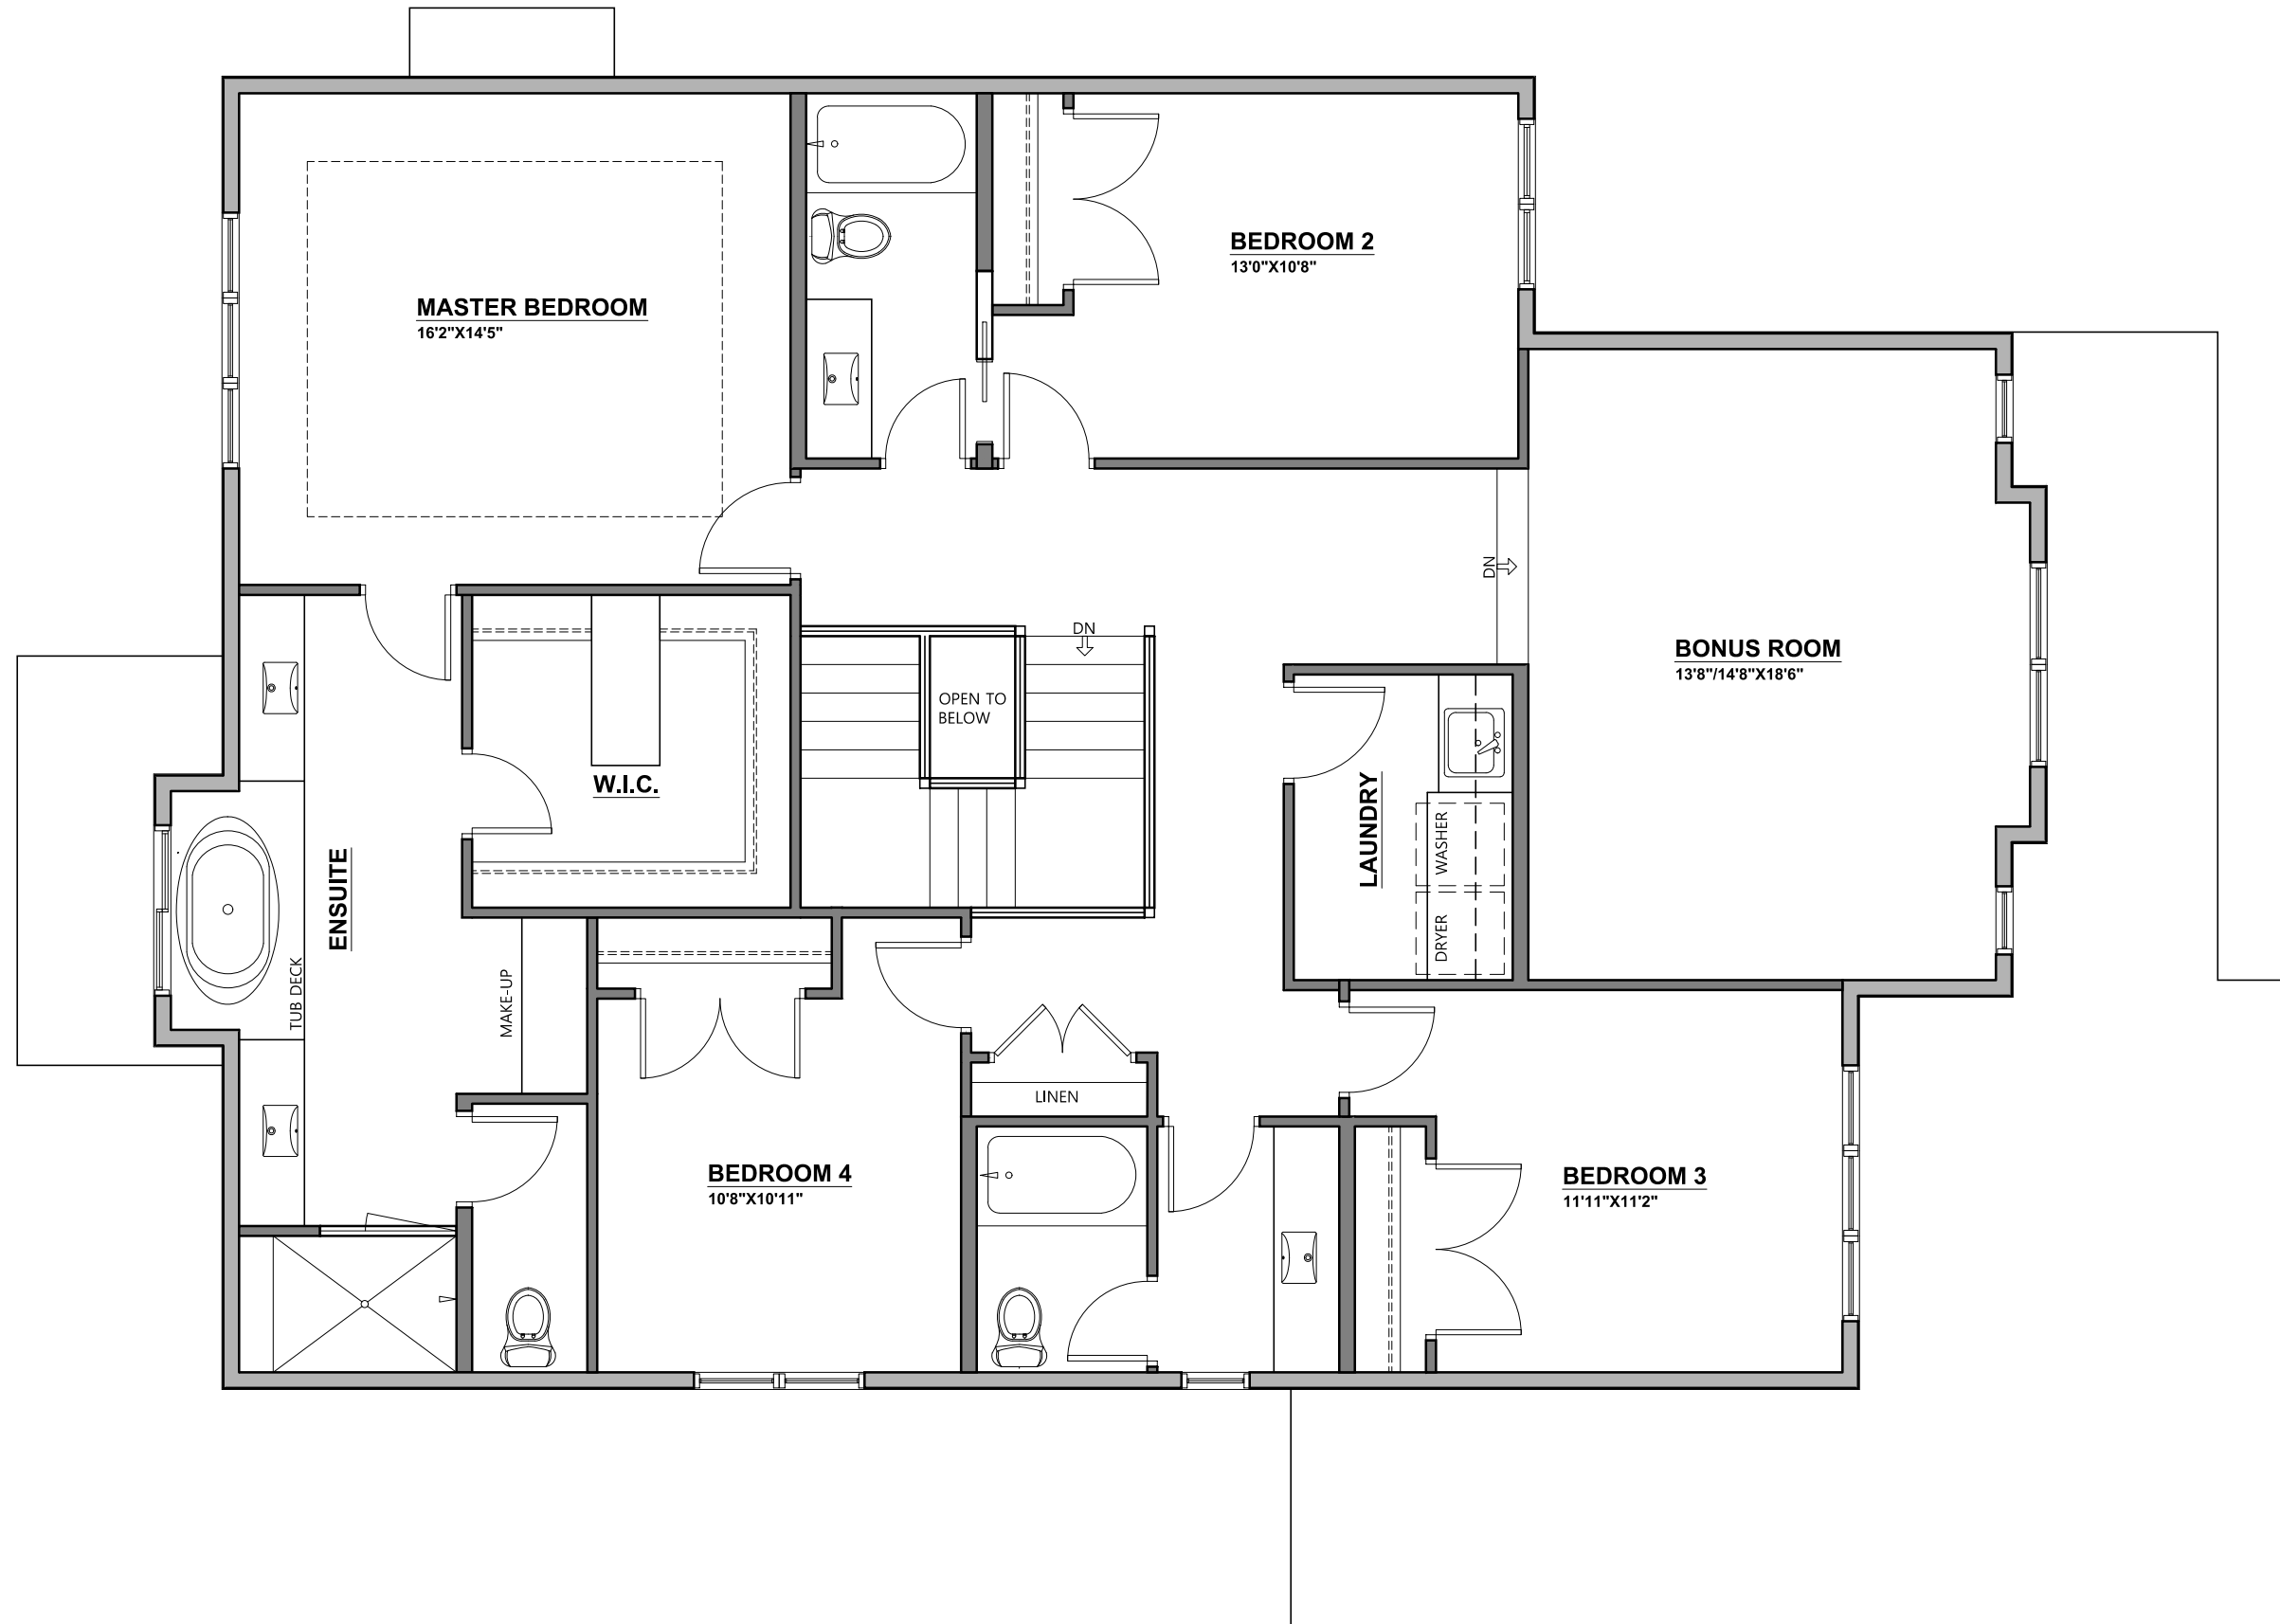 BEDROOM 2
13'0"X10'8"
MASTER BEDROOM
16'2"X14'5"
DN
DN
BONUS ROOM
13'8"/14'8"X18'6"
OPEN TO
BELOW
W.I.C.
LAUNDRY
WASHER
DRYER
ENSUITE
TUB DECK
MAKE-UP
LINEN
BEDROOM 4
10'8"X10'11"
BEDROOM 3
11'11"X11'2"